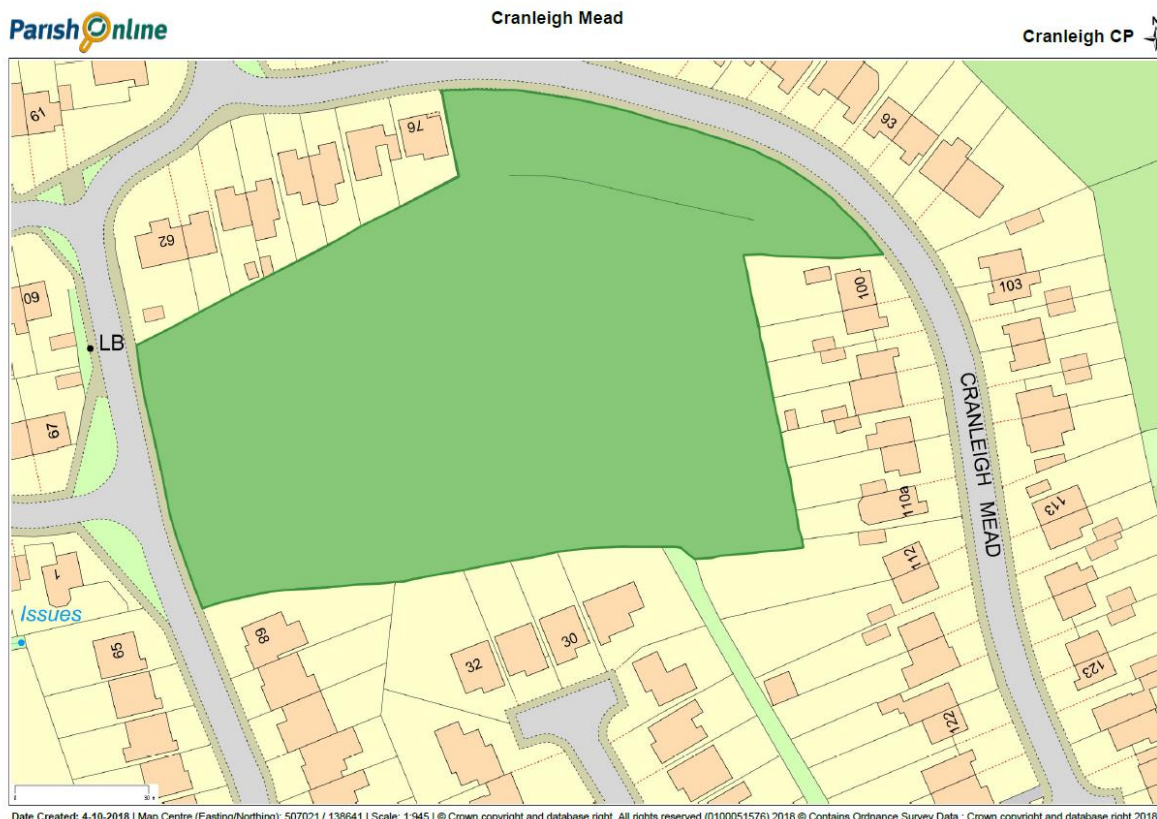 Parish Online
Cranleigh Mead
Cranleigh CP
N
61
76
93
62
60
LB
100
103
67
CRANLEIGH MEAD
110a
113
1
112
Issues
65
89
32
30
123
122
30 m
Date Created: 4-10-2018 | Map Centre (Easting/Northing): 507021 / 138641 | Scale: 1:945 | © Crown copyright and database right. All rights reserved (0100051576) 2018 © Contains Ordnance Survey Data : Crown copyright and database right 2018